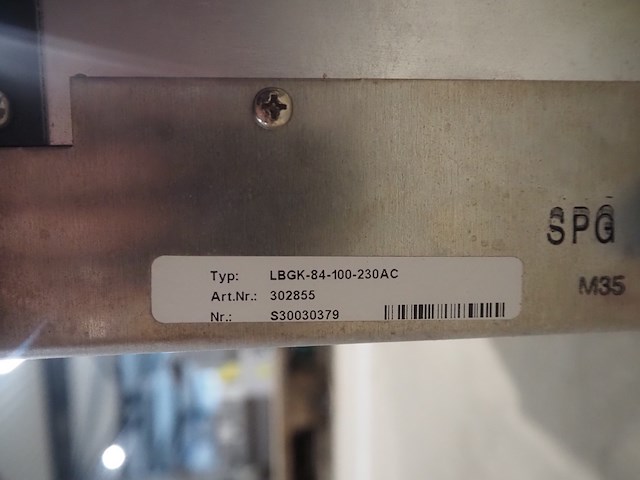 SPG
M35
Typ: LBGK-84-100-230AC
Art.Nr.: 302855
Nr.: S30030379